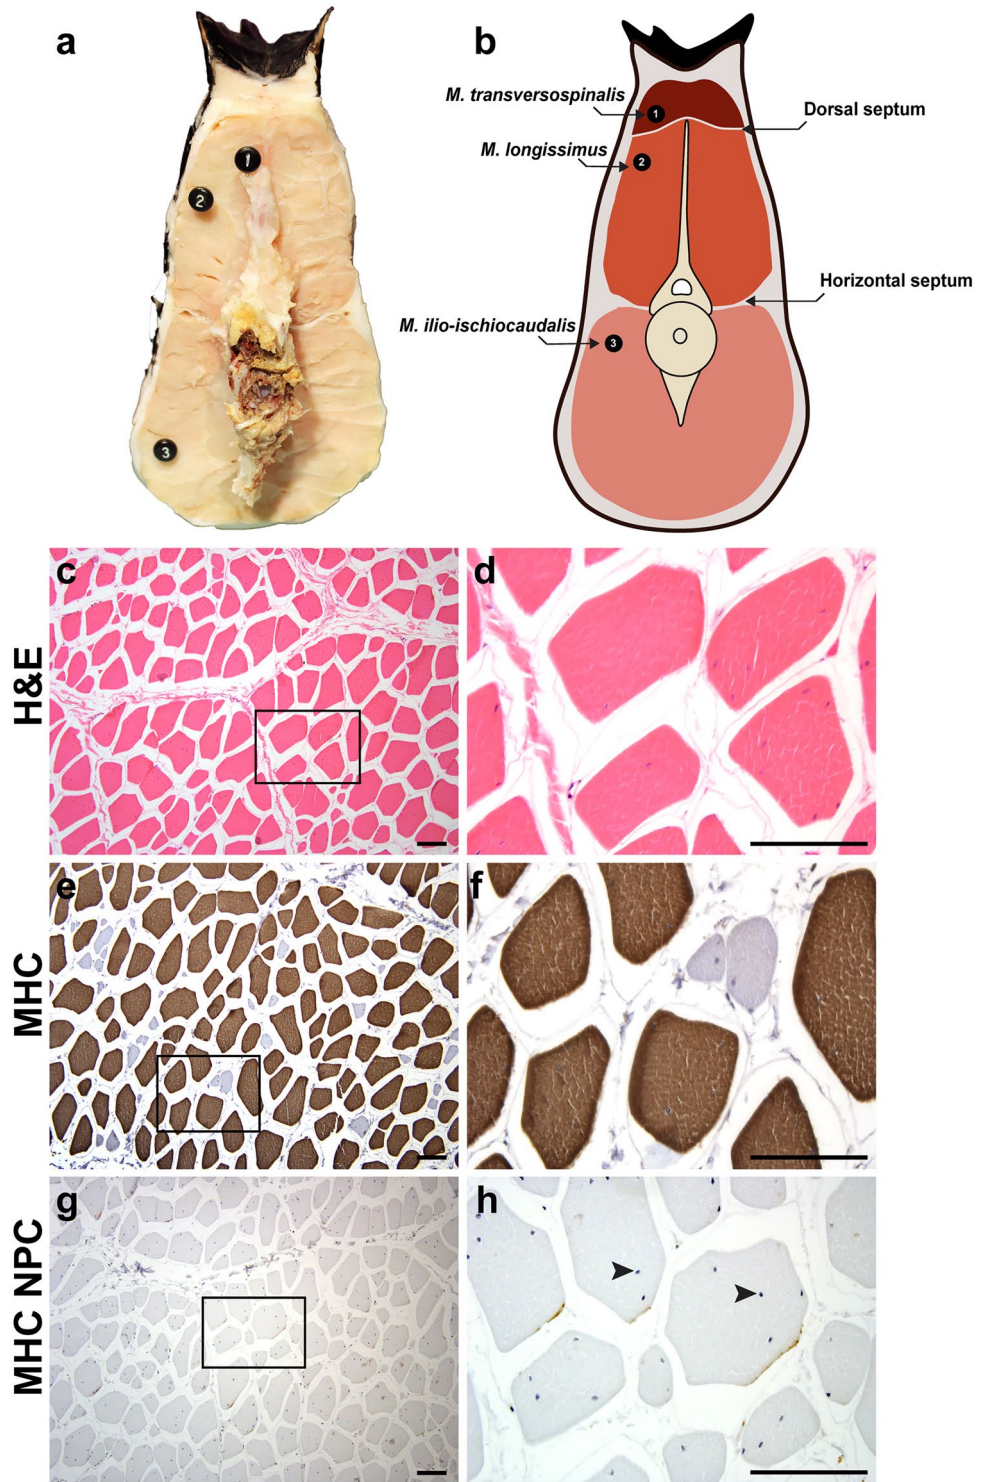 a
b
M. transversospinalis
1
Dorsal septum
M. longissimus
2
Horizontal septum
M. ilio-ischiocaudalis
3
1
2
3
H&E
c
d
MHC
e
f
MHC NPC
g
h